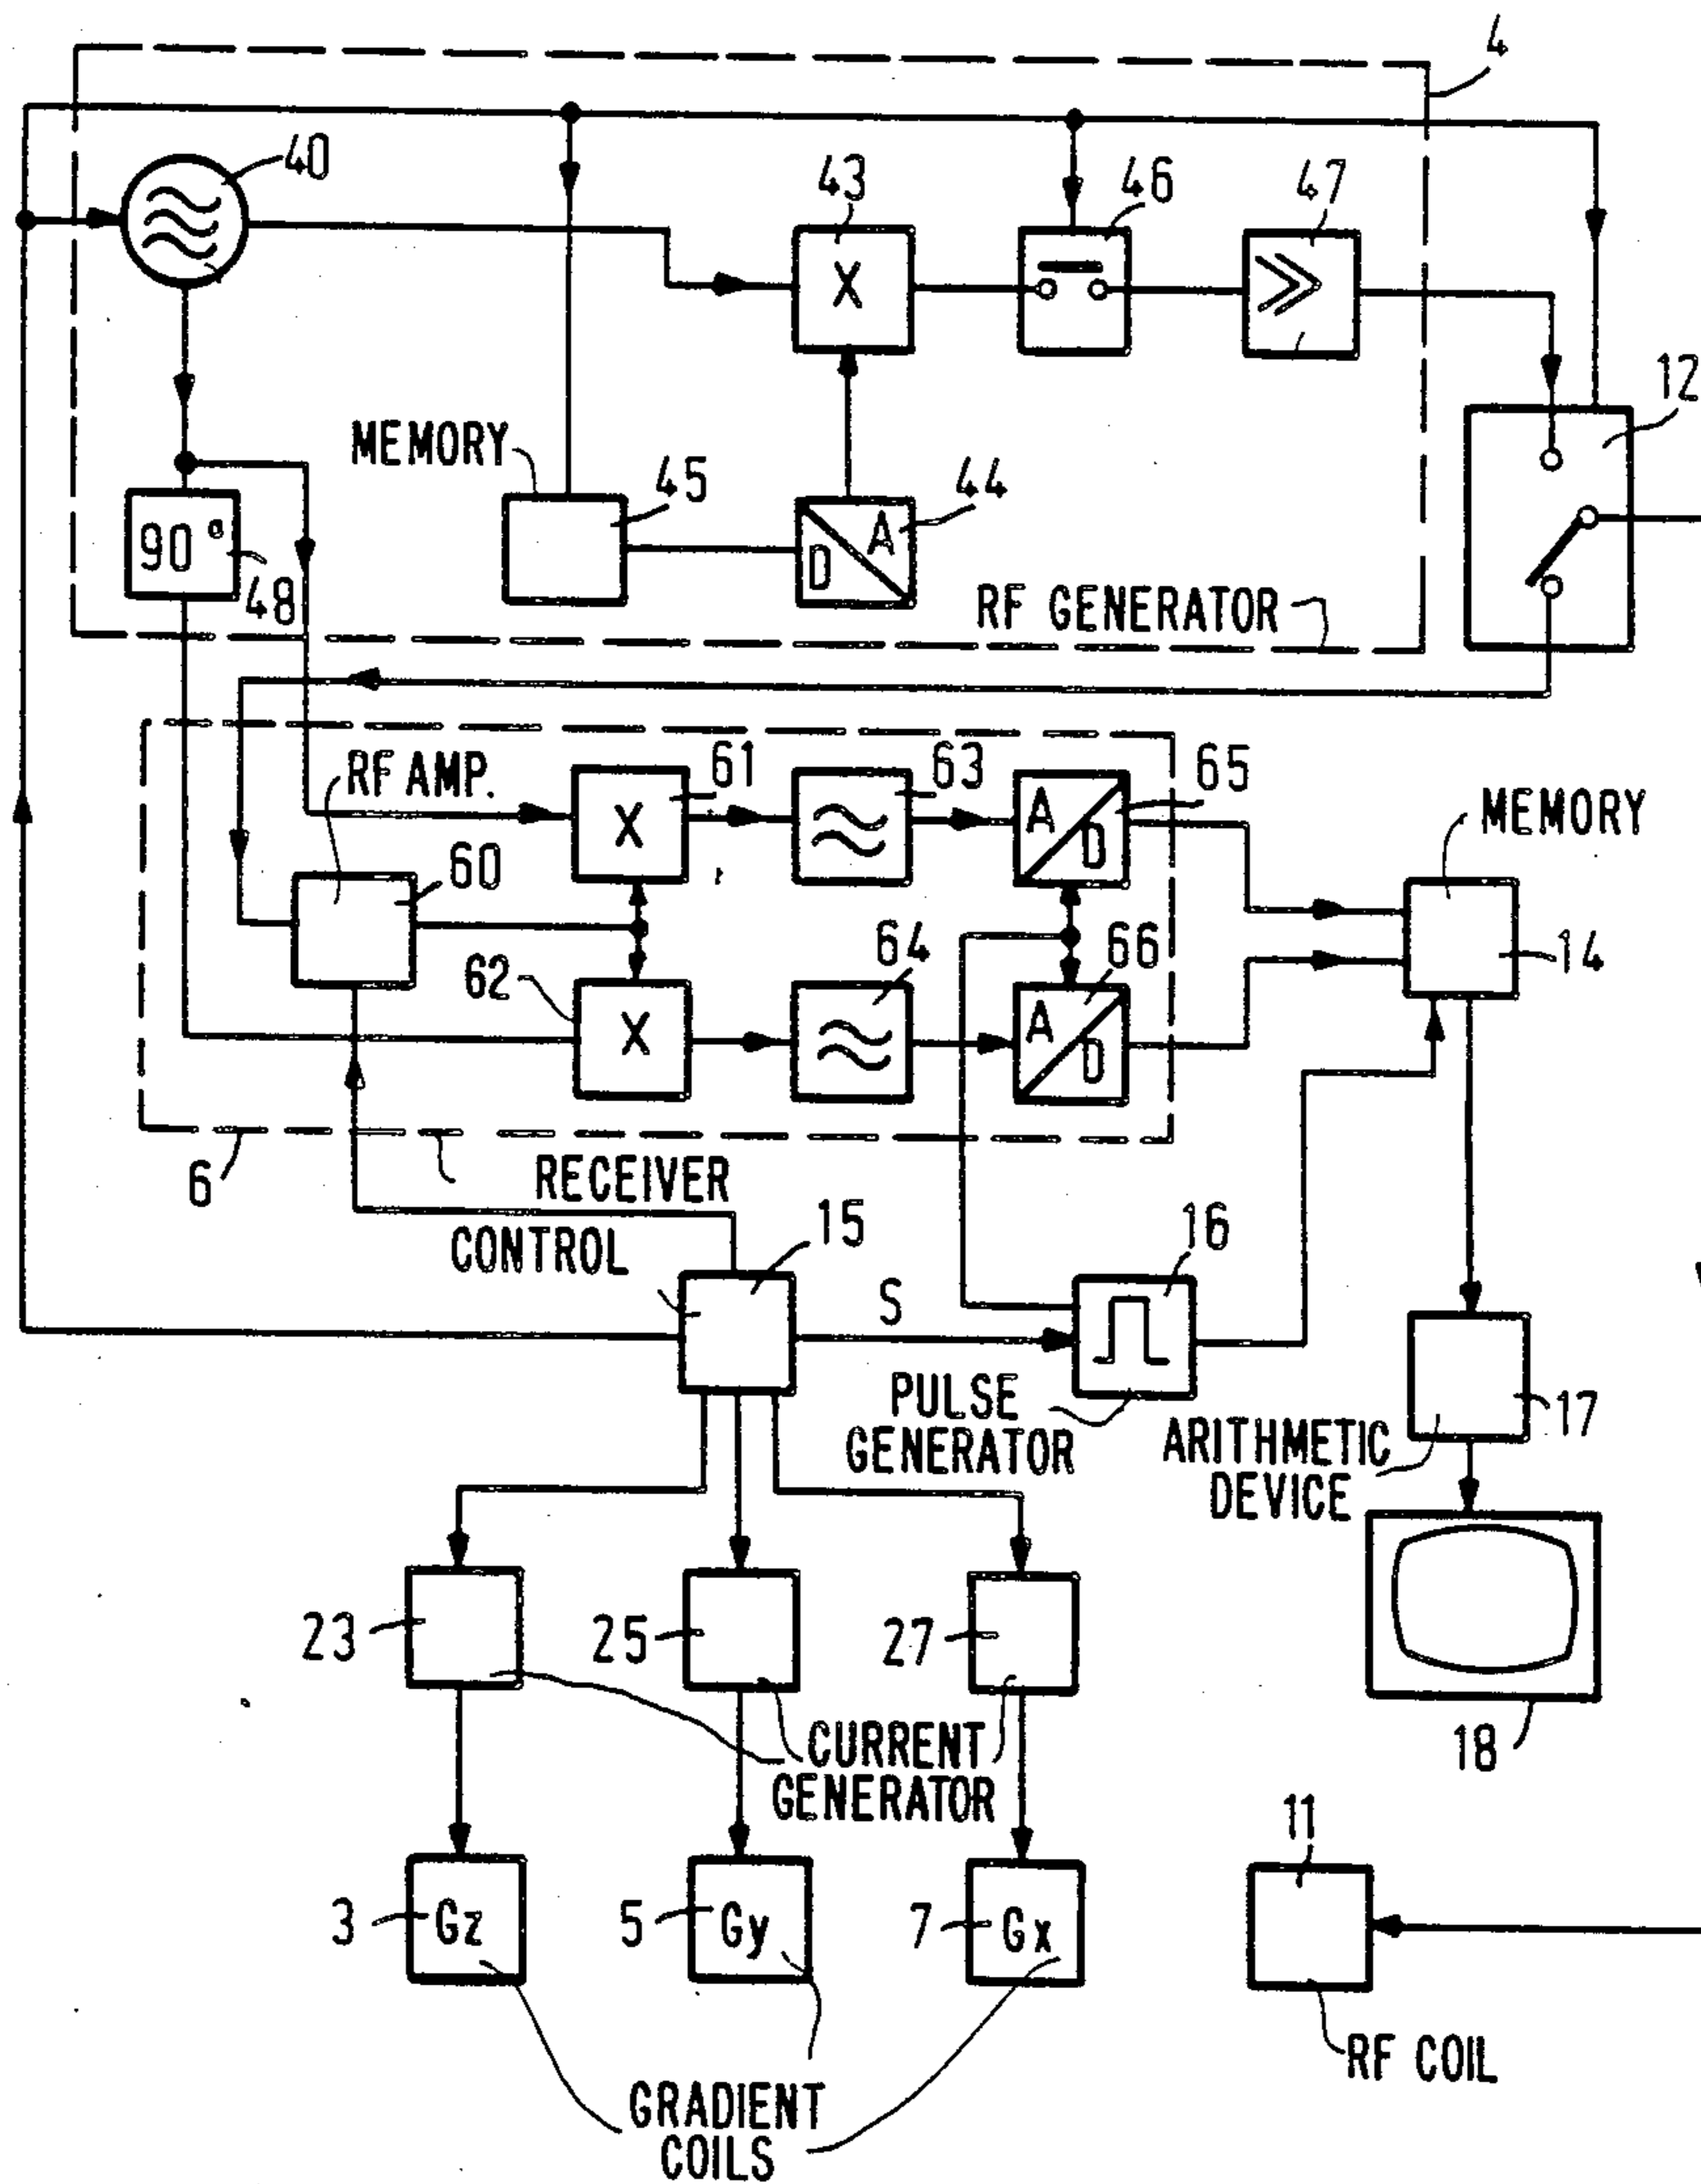 4
40
43
46
47
12
X
MEMORY
45
44
D A
90°
48
RF GENERATOR
RF AMP.
61
63
65
X
A D
MEMORY
60
14
62
64
66
X
A D
6
RECEIVER
CONTROL
15
16
S
PULSE
GENERATOR
17
ARITHMETIC
DEVICE
23
25
27
18
CURRENT
GENERATOR
11
3
Gz
5
Gy
7
Gx
RF COIL
GRADIENT
COILS